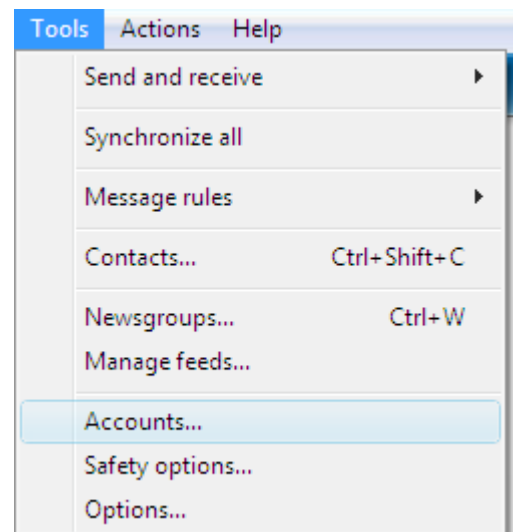 Tools Actions Help
Send and receive
Synchronize all
Message rules
Contacts... Ctrl+Shift+C
Newsgroups... Ctrl+W
Manage feeds...
Accounts...
Safety options...
Options...